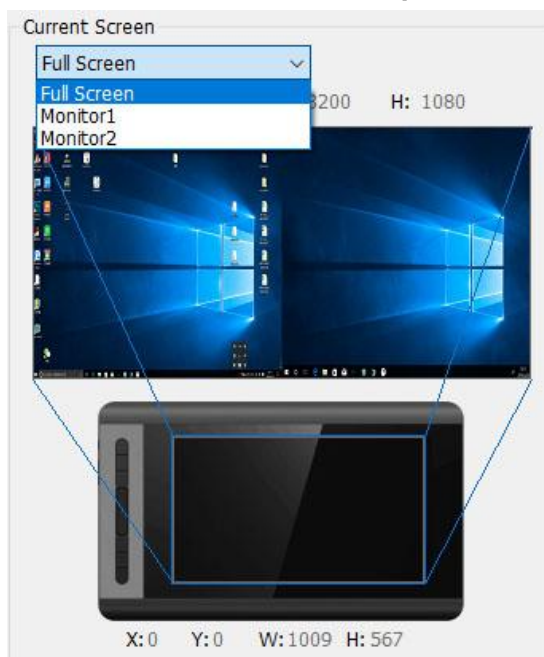 Current Screen
Full Screen
Full Screen
3200 H: 1080
Monitor1
Monitor2
X: 0 Y: 0 W: 1009 H: 567